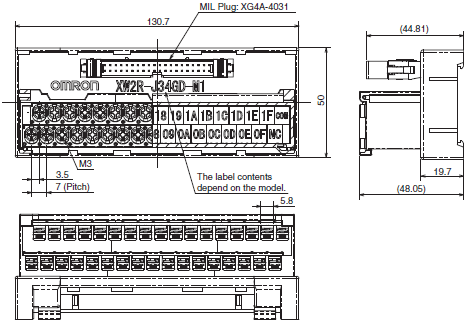 MIL Plug: XG4A-4031
130.7
(44.81)
OMRON XW2R-J34GD-M1
50
18 19 1A 1B 1C 1D 1E 1F COM
09 0A 0B 0C 0D 0E 0F NC
M3
3.5
7 (Pitch)
The label contents
depend on the model.
5.8
19.7
(48.05)